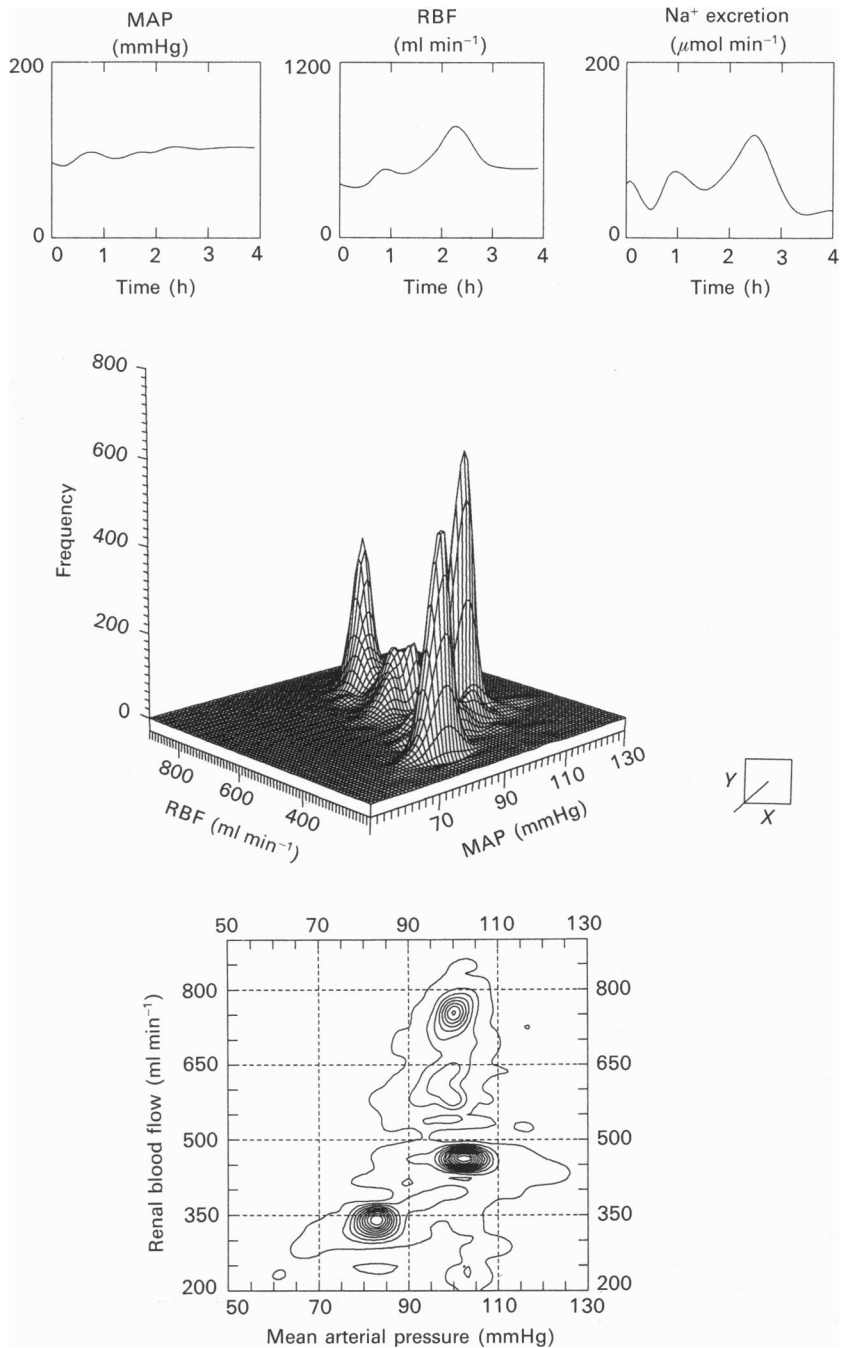 MAP
(mmHg)
200
0
0 1 2 3 4
Time (h)
RBF
(ml min⁻¹)
1200
0
0 1 2 3 4
Time (h)
Na⁺ excretion
(μmol min⁻¹)
200
0
0 1 2 3 4
Time (h)
800
600
400
200
0
Frequency
800
600
400
RBF (ml min⁻¹)
70
90
110
130
MAP (mmHg)
Y
X
50 70 90 110 130
800 800
650 650
500 500
350 350
200 200
Renal blood flow (ml min⁻¹)
50 70 90 110 130
Mean arterial pressure (mmHg)